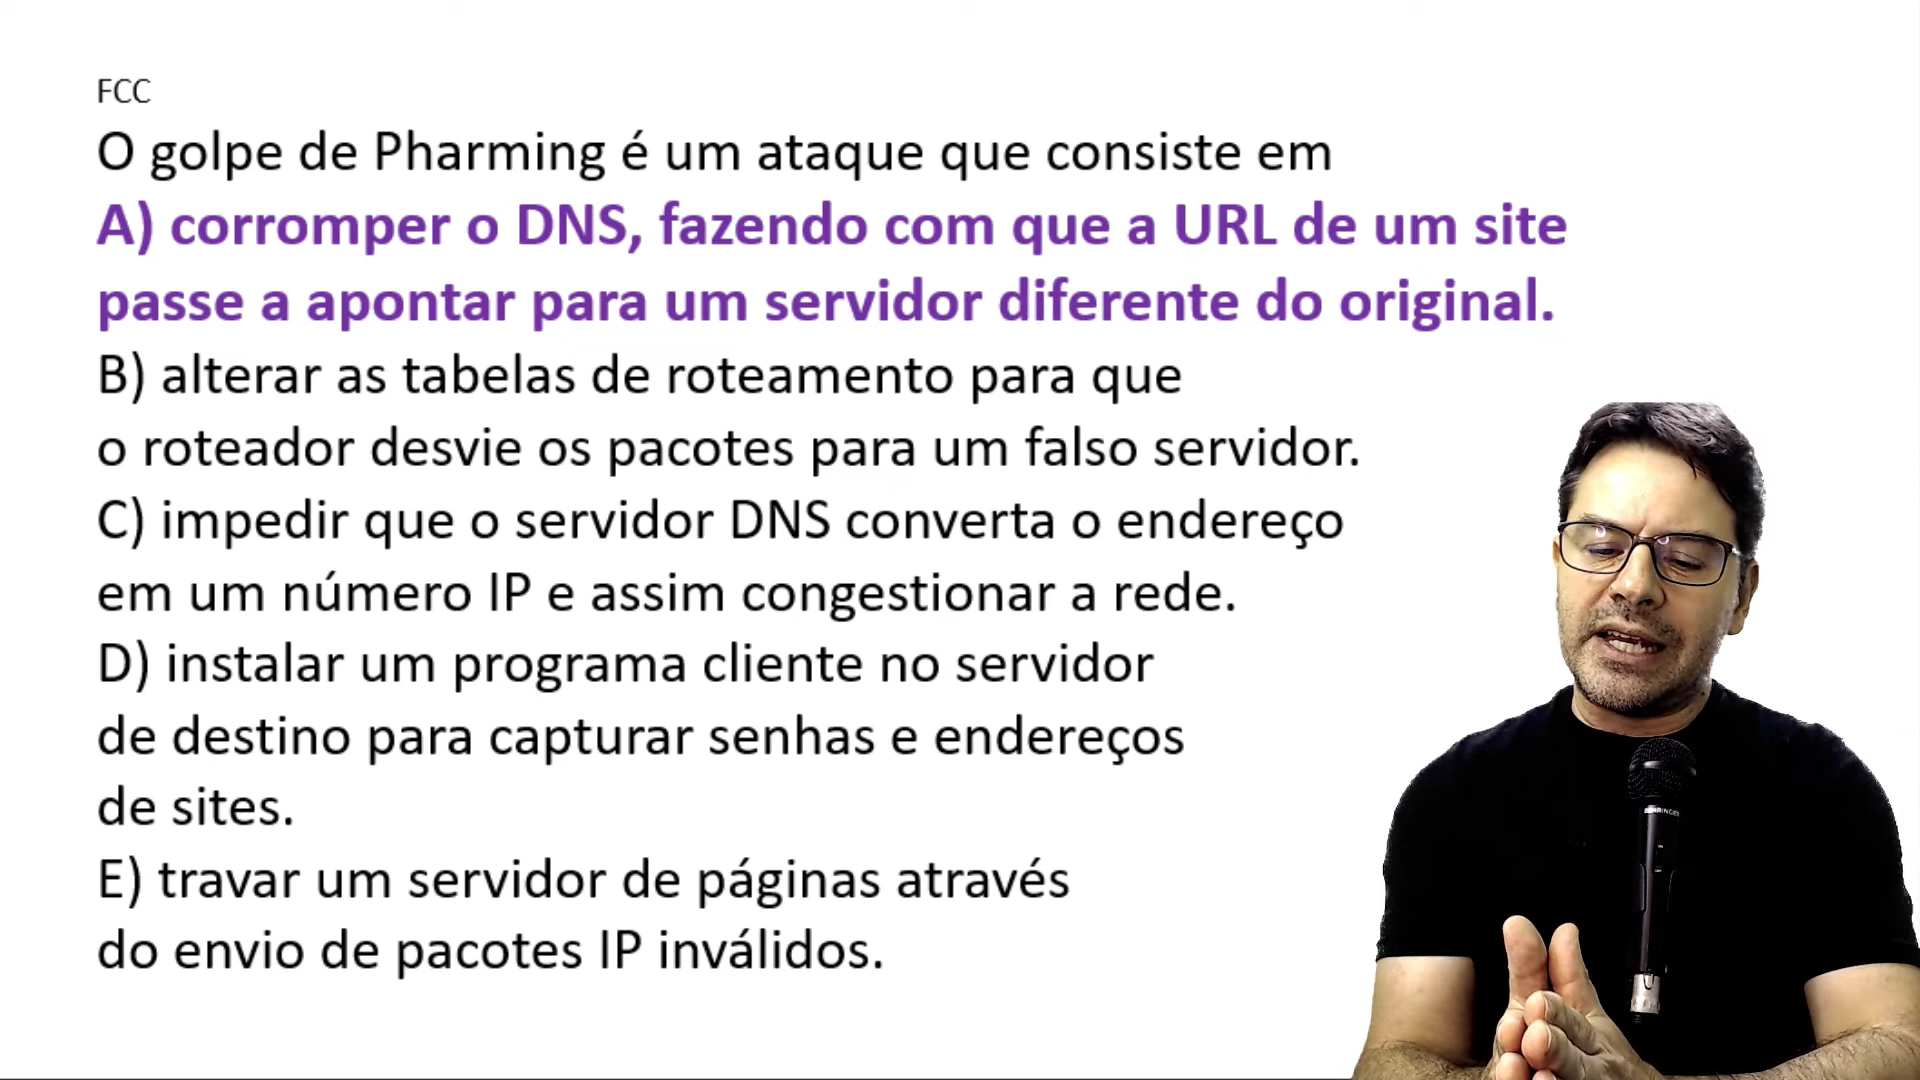 FCC
O golpe de Pharming é um ataque que consiste em
A) corromper o DNS, fazendo com que a URL de um site
passe a apontar para um servidor diferente do original.
B) alterar as tabelas de roteamento para que
o roteador desvie os pacotes para um falso servidor.
C) impedir que o servidor DNS converta o endereço
em um número IP e assim congestionar a rede.
D) instalar um programa cliente no servidor
de destino para capturar senhas e endereços
de sites.
E) travar um servidor de páginas através
do envio de pacotes IP inválidos.
BEHRINGER